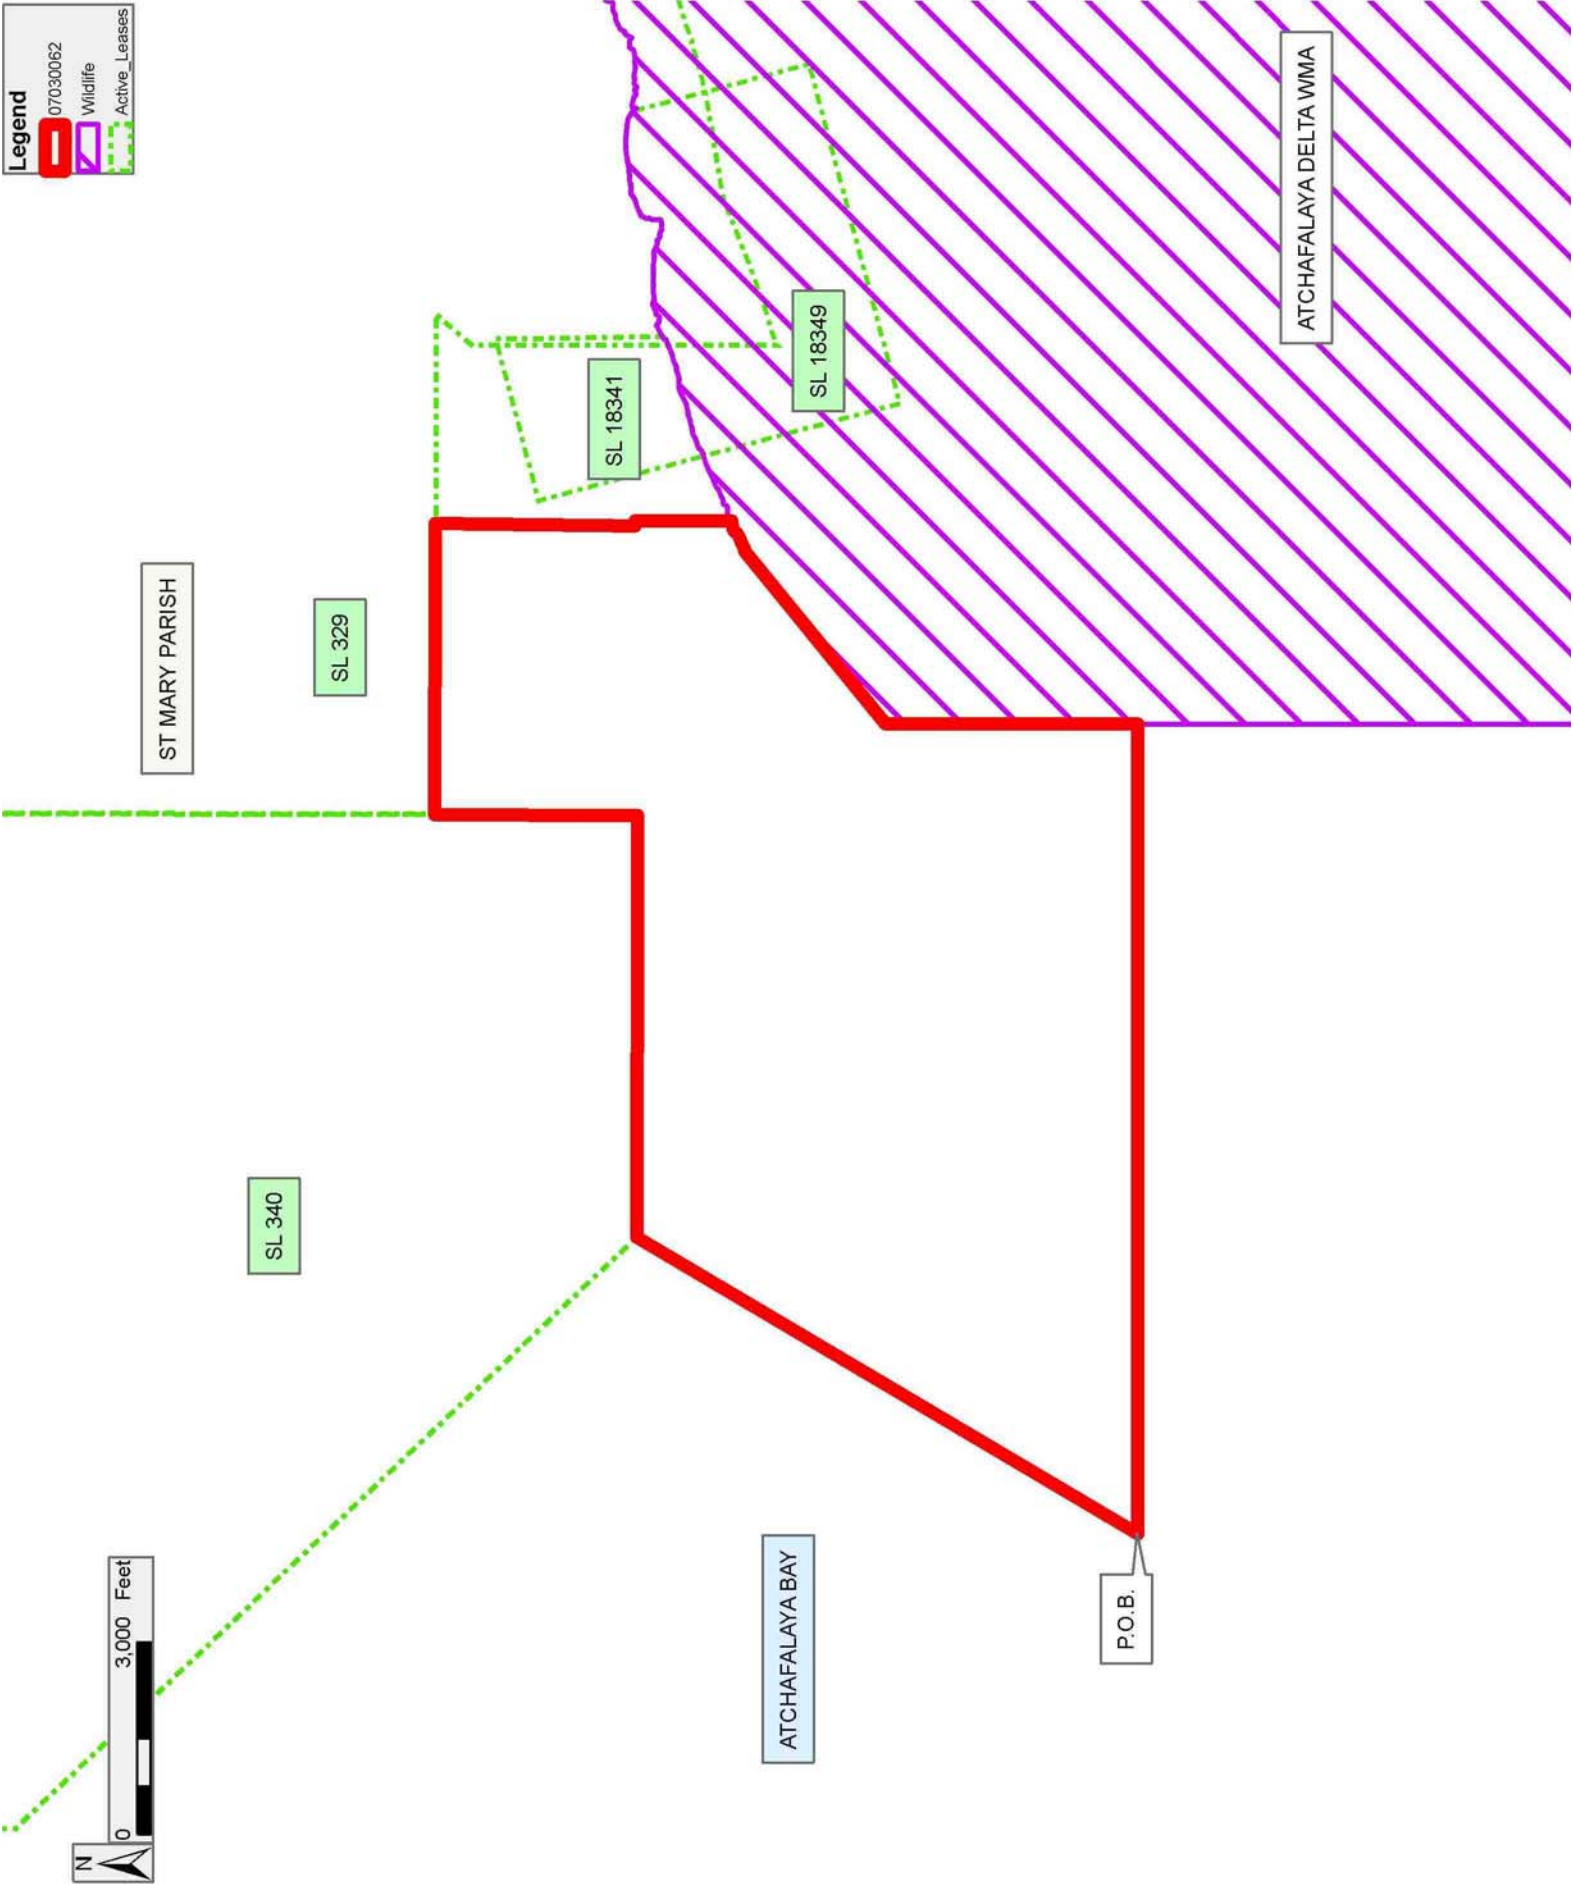 Legend
07030062
Wildlife
Active_Leases
N
0 3,000 Feet
ST MARY PARISH
SL 329
SL 340
SL 18341
SL 18349
ATCHAFALAYA BAY
P.O.B.
ATCHAFALAYA DELTA WMA